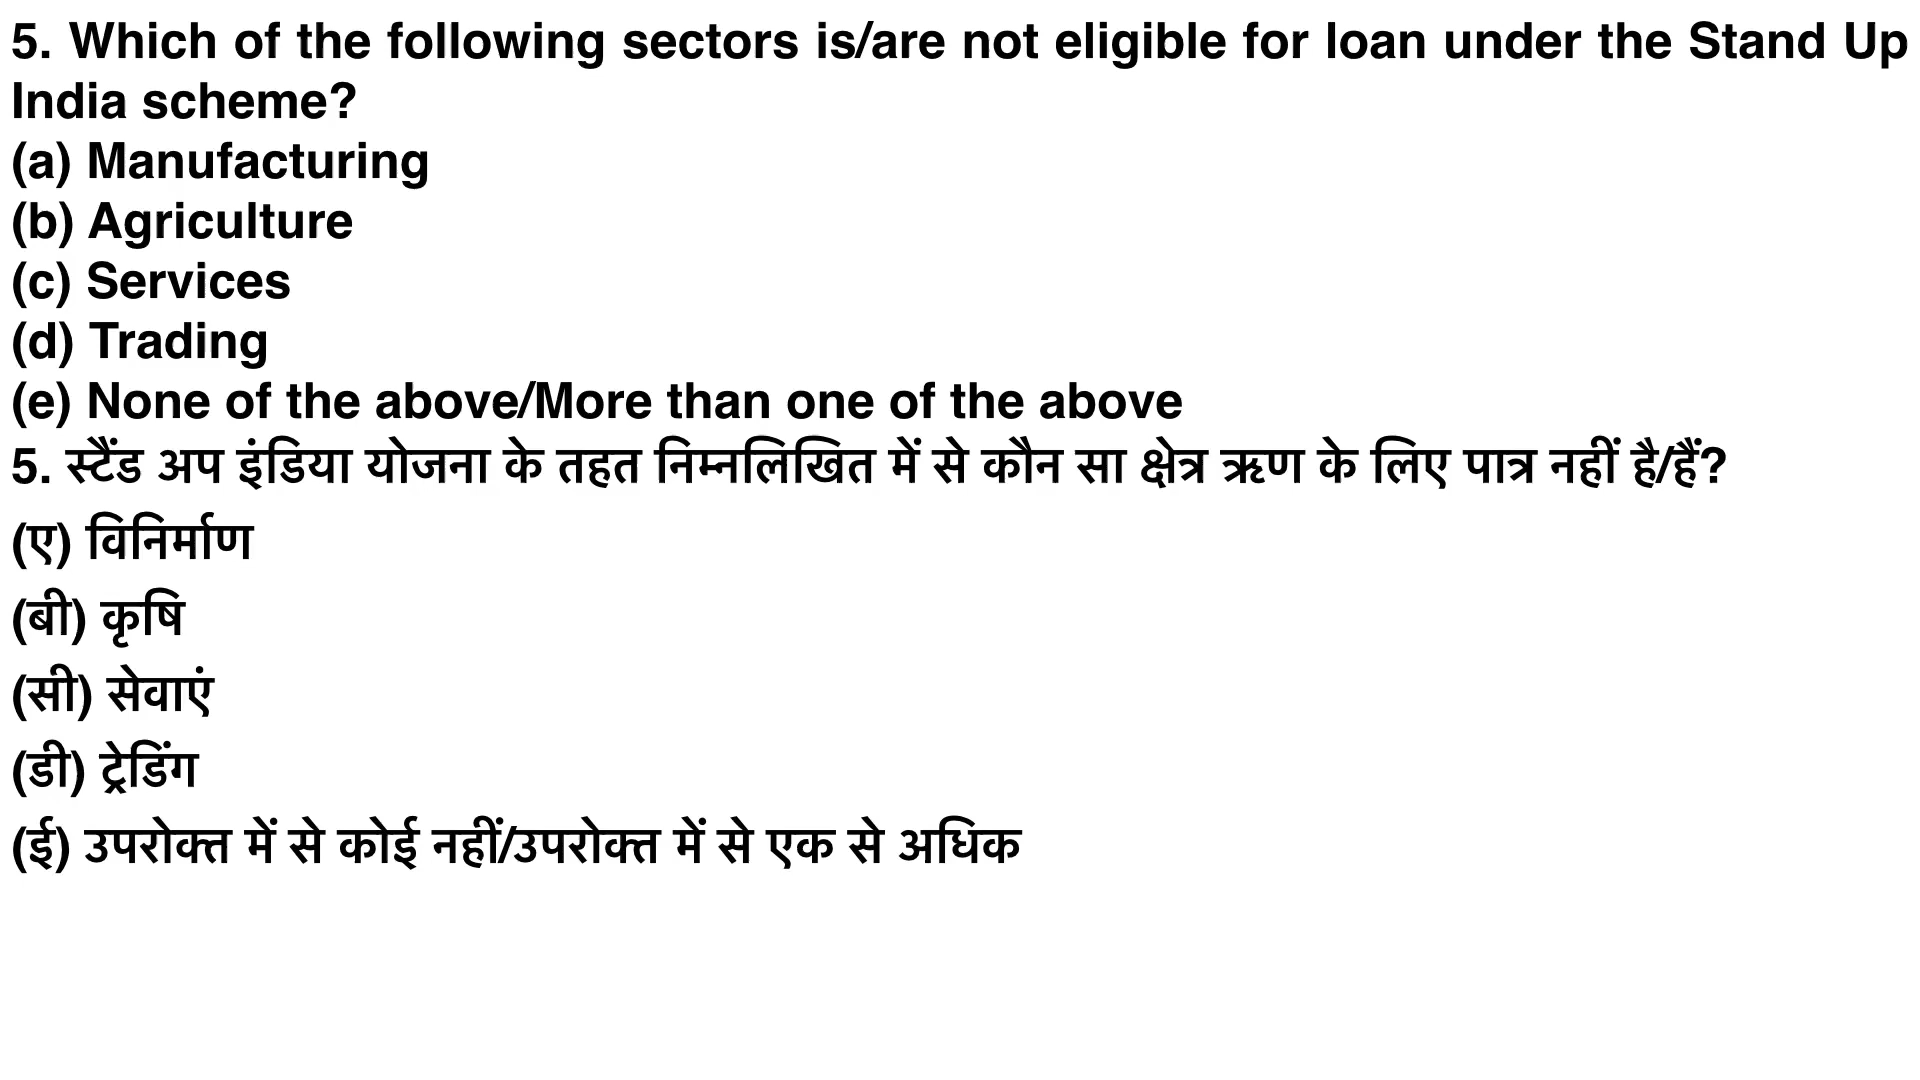 5. Which of the following sectors is/are not eligible for loan under the Stand Up
India scheme?
(a) Manufacturing
(b) Agriculture
(c) Services
(d) Trading
(e) None of the above/More than one of the above
5. स्टैंड अप इंडिया योजना के तहत निम्नलिखित में से कौन सा क्षेत्र ऋण के लिए पात्र नहीं है/हैं?
(ए) विनिर्माण
(बी) कृषि
(सी) सेवाएं
(डी) ट्रेडिंग
(ई) उपरोक्त में से कोई नहीं/उपरोक्त में से एक से अधिक